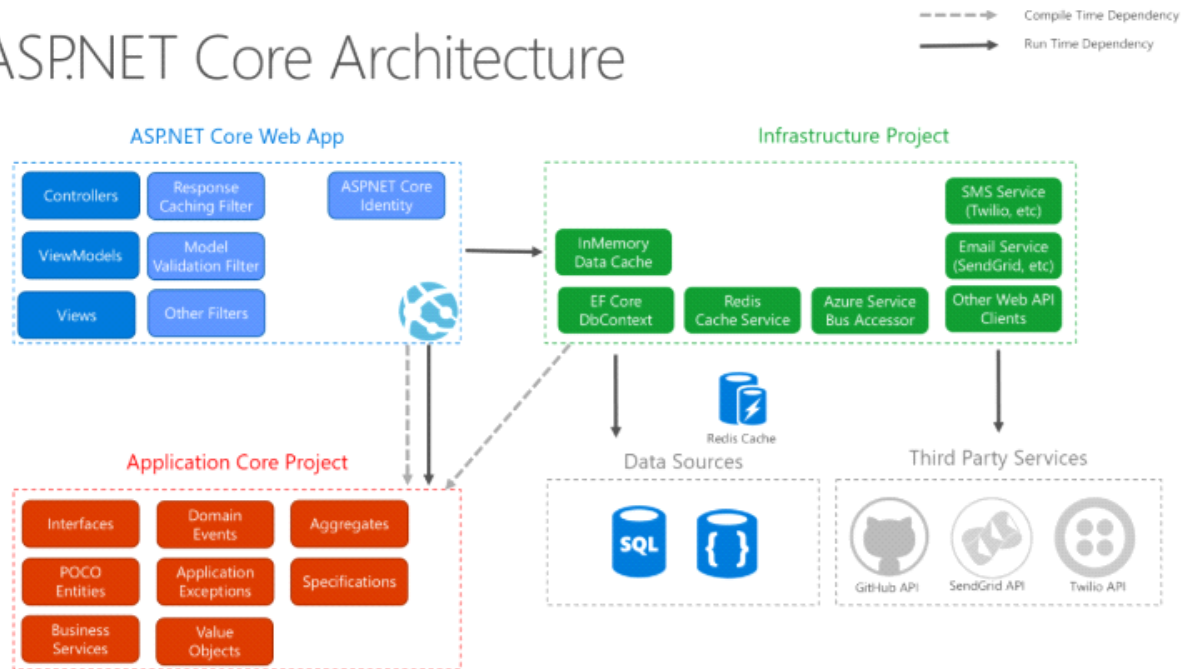 Compile Time Dependency
Run Time Dependency
ASP.NET Core Architecture
ASP.NET Core Web App
Controllers
Response
Caching Filter
ASP.NET Core
Identity
ViewModels
Model
Validation Filter
Views
Other Filters
Infrastructure Project
SMS Service
(Twilio, etc)
InMemory
Data Cache
Email Service
(SendGrid, etc)
EF Core
DbContext
Redis
Cache Service
Azure Service
Bus Accessor
Other Web API
Clients
Redis Cache
Application Core Project
Interfaces
Domain
Events
Aggregates
POCO
Entities
Application
Exceptions
Specifications
Business
Services
Value
Objects
Data Sources
SQL
{ }
Third Party Services
GitHub API
SendGrid API
Twilio API